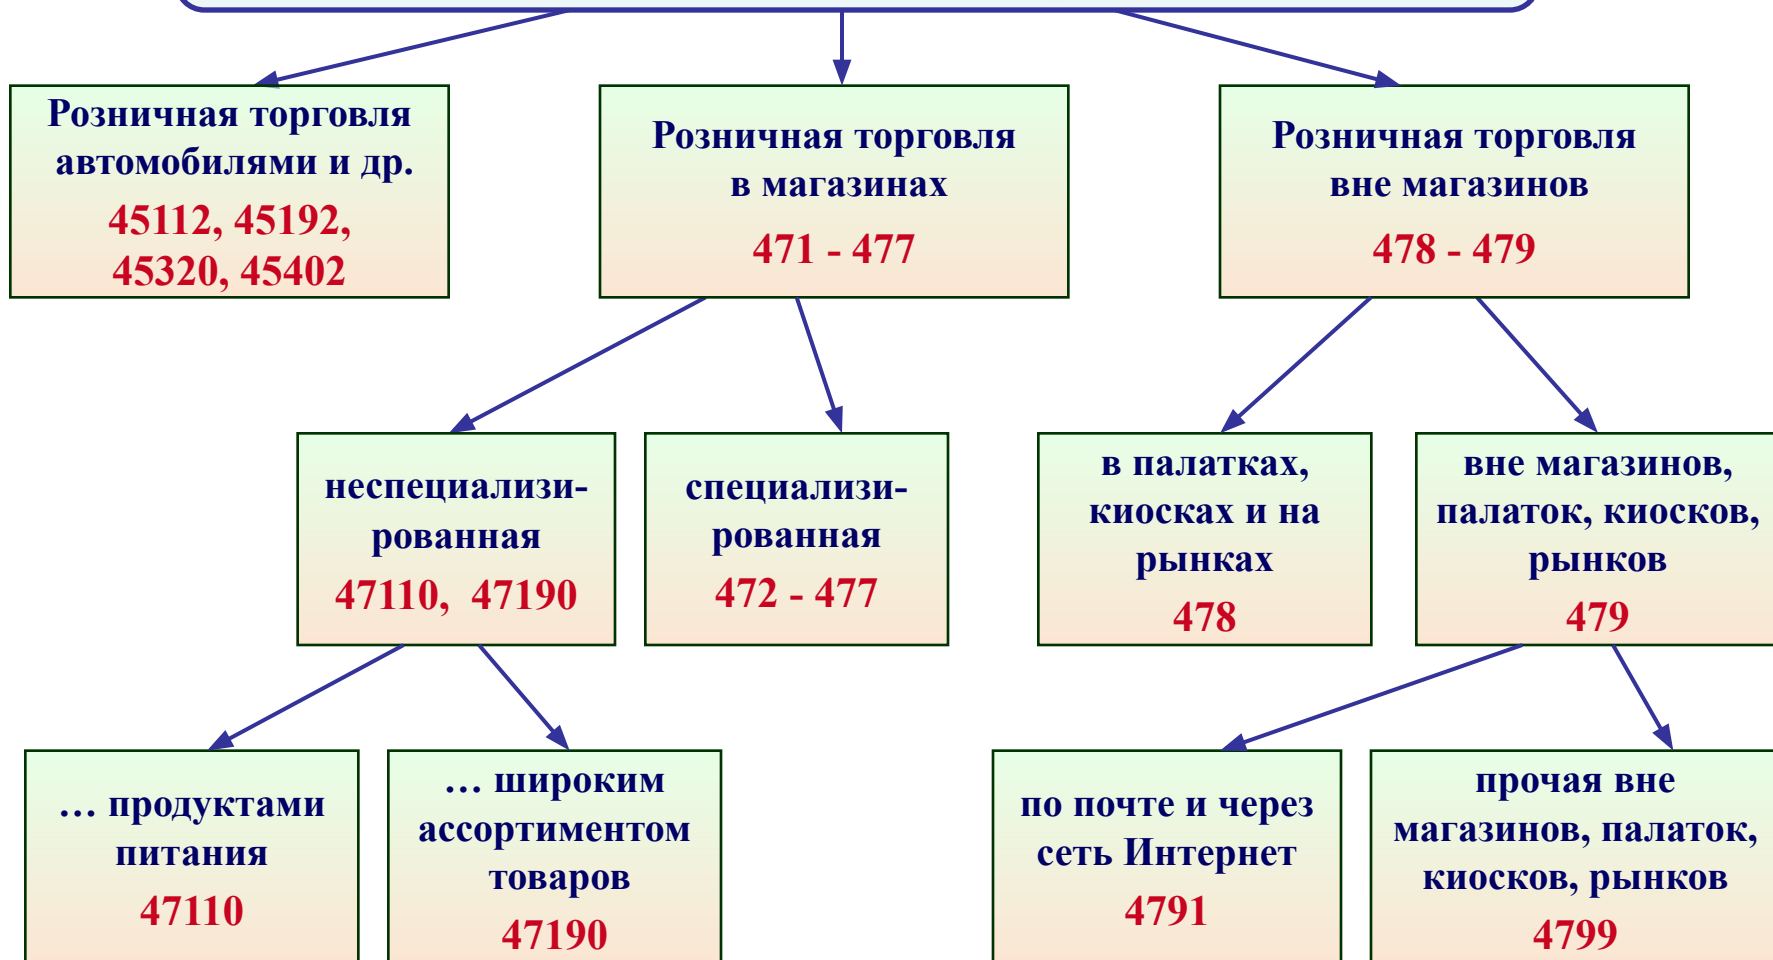 Розничная торговля
автомобилями и др.
45112, 45192,
45320, 45402
Розничная торговля
в магазинах
471 - 477
Розничная торговля
вне магазинов
478 - 479
неспециализи-
рованная
47110, 47190
специализи-
рованная
472 - 477
в палатках,
киосках и на
рынках
478
вне магазинов,
палаток, киосков,
рынков
479
… продуктами
питания
47110
… широким
ассортиментом
товаров
47190
по почте и через
сеть Интернет
4791
прочая вне
магазинов, палаток,
киосков, рынков
4799